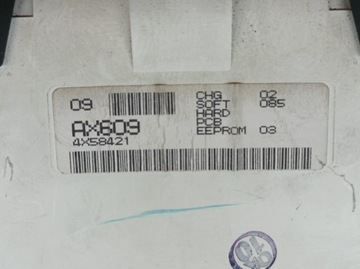 09 CHG 02
SOFT 085
HARD
AX609 PCB
4X58421 EEPROM 03